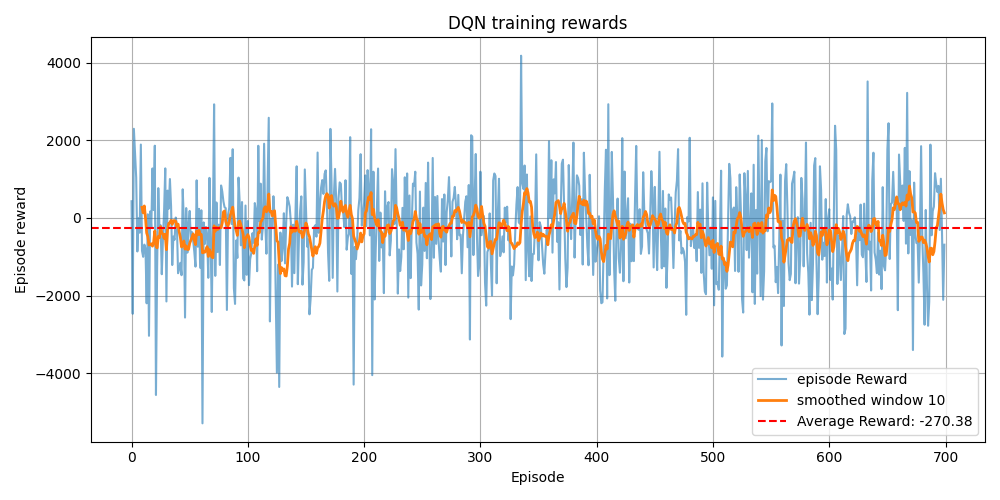 DQN training rewards
4000
2000
0
−2000
−4000
Episode reward
0 100 200 300 400 500 600 700
Episode
episode Reward
smoothed window 10
Average Reward: -270.38